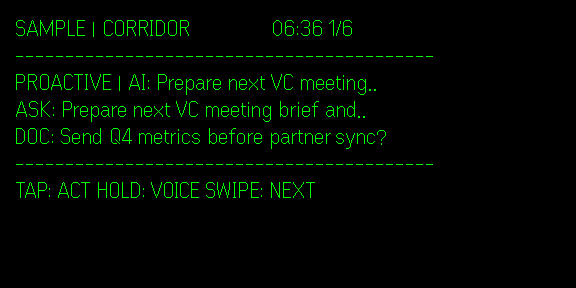 SAMPLE | CORRIDOR 06:36 1/6
------------------------------------------
PROACTIVE | AI: Prepare next VC meeting..
ASK: Prepare next VC meeting brief and..
DOC: Send Q4 metrics before partner sync?
------------------------------------------
TAP: ACT HOLD: VOICE SWIPE: NEXT